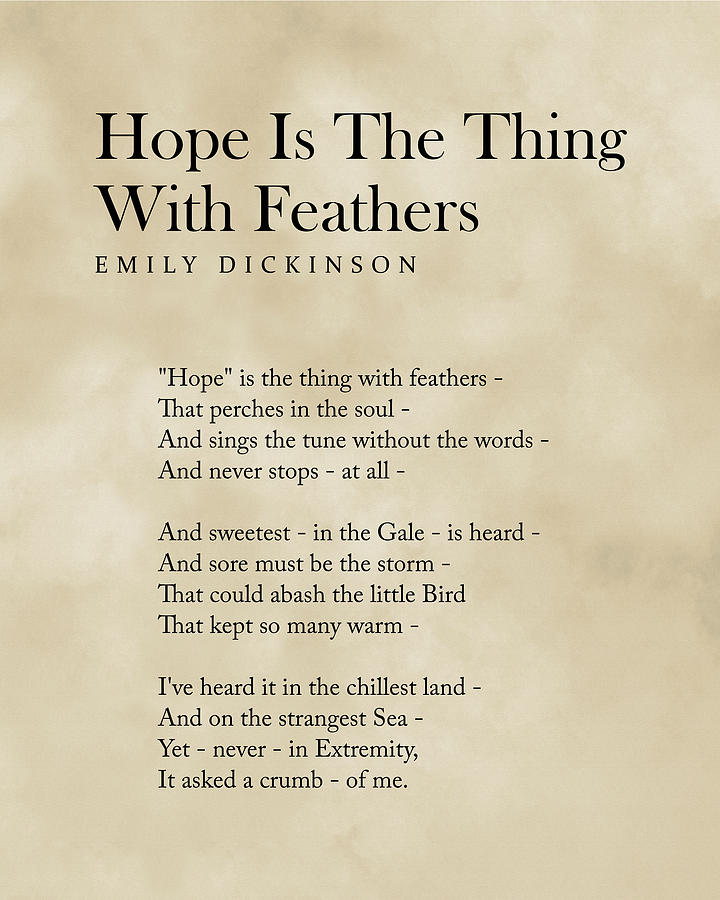 Hope Is The Thing
With Feathers
EMILY DICKINSON
"Hope" is the thing with feathers -
That perches in the soul -
And sings the tune without the words -
And never stops - at all -
And sweetest - in the Gale - is heard -
And sore must be the storm -
That could abash the little Bird
That kept so many warm -
I've heard it in the chillest land -
And on the strangest Sea -
Yet - never - in Extremity,
It asked a crumb - of me.